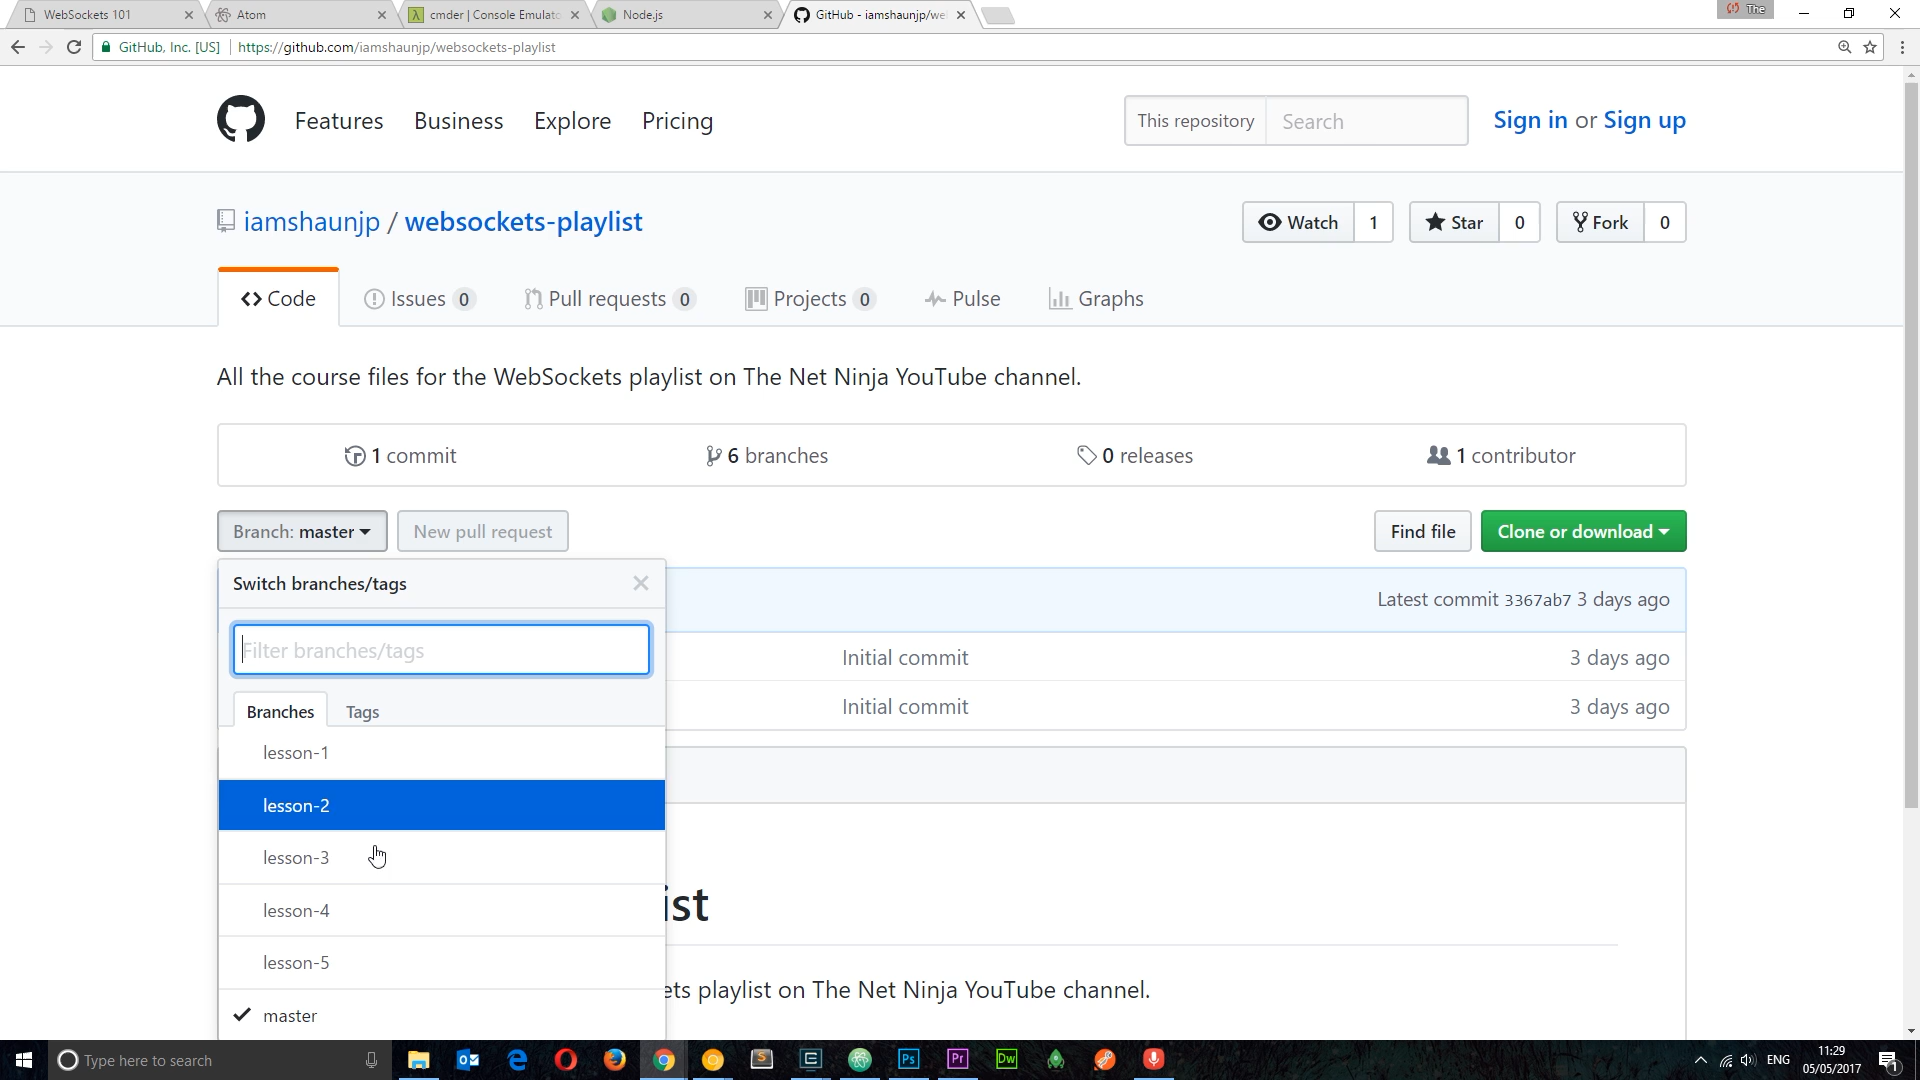 WebSockets 101
Atom
cmder | Console Emulato
Node.js
GitHub - iamshaunjp/we
The
GitHub, Inc. [US] https://github.com/iamshaunjp/websockets-playlist
Features Business Explore Pricing
This repository Search
Sign in or Sign up
iamshaunjp / websockets-playlist
Watch 1
Star 0
Fork 0
Code
Issues 0
Pull requests 0
Projects 0
Pulse
Graphs
All the course files for the WebSockets playlist on The Net Ninja YouTube channel.
1 commit
6 branches
0 releases
1 contributor
Branch: master
New pull request
Find file
Clone or download
Switch branches/tags
Latest commit 3367ab7 3 days ago
Filter branches/tags
Initial commit 3 days ago
Initial commit 3 days ago
Branches Tags
lesson-1
lesson-2
lesson-3
lesson-4
ist
lesson-5
ets playlist on The Net Ninja YouTube channel.
master
Type here to search
S
Ps
Pr
Dw
ENG
11:29
05/05/2017
1